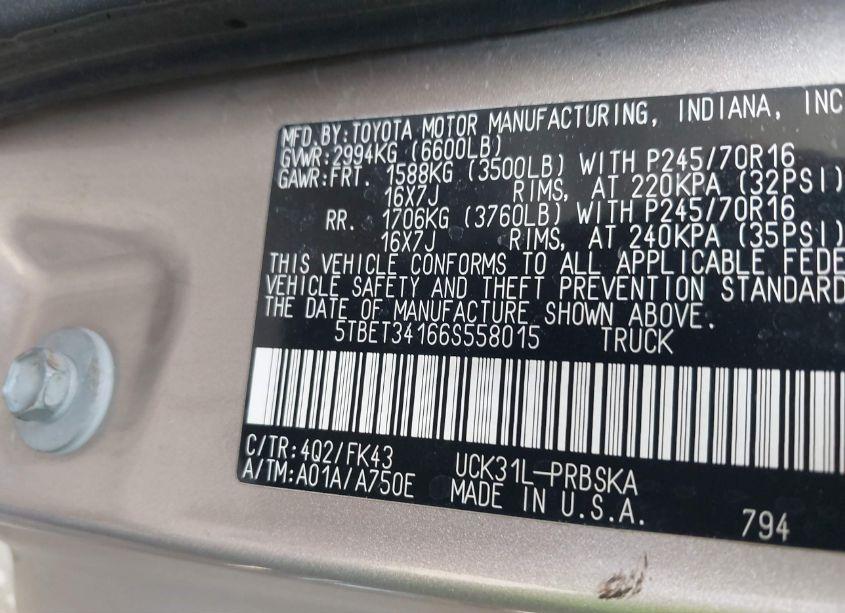 MFD.BY:TOYOTA MOTOR MANUFACTURING, INDIANA, INC
GVWR:2994KG (6600LB)
GAWR:FRT. 1588KG (3500LB) WITH P245/70R16
16X7J RIMS, AT 220KPA (32PSI)
RR. 1706KG (3760LB) WITH P245/70R16
16X7J RIMS, AT 240KPA (35PSI)
THIS VEHICLE CONFORMS TO ALL APPLICABLE FEDE
VEHICLE SAFETY AND THEFT PREVENTION STANDARD
THE DATE OF MANUFACTURE SHOWN ABOVE.
5TBET34166S558015 TRUCK
C/TR:4Q2/FK43 UCK31L-PRBSKA
A/TM:A01A/A750E MADE IN U.S.A. 794